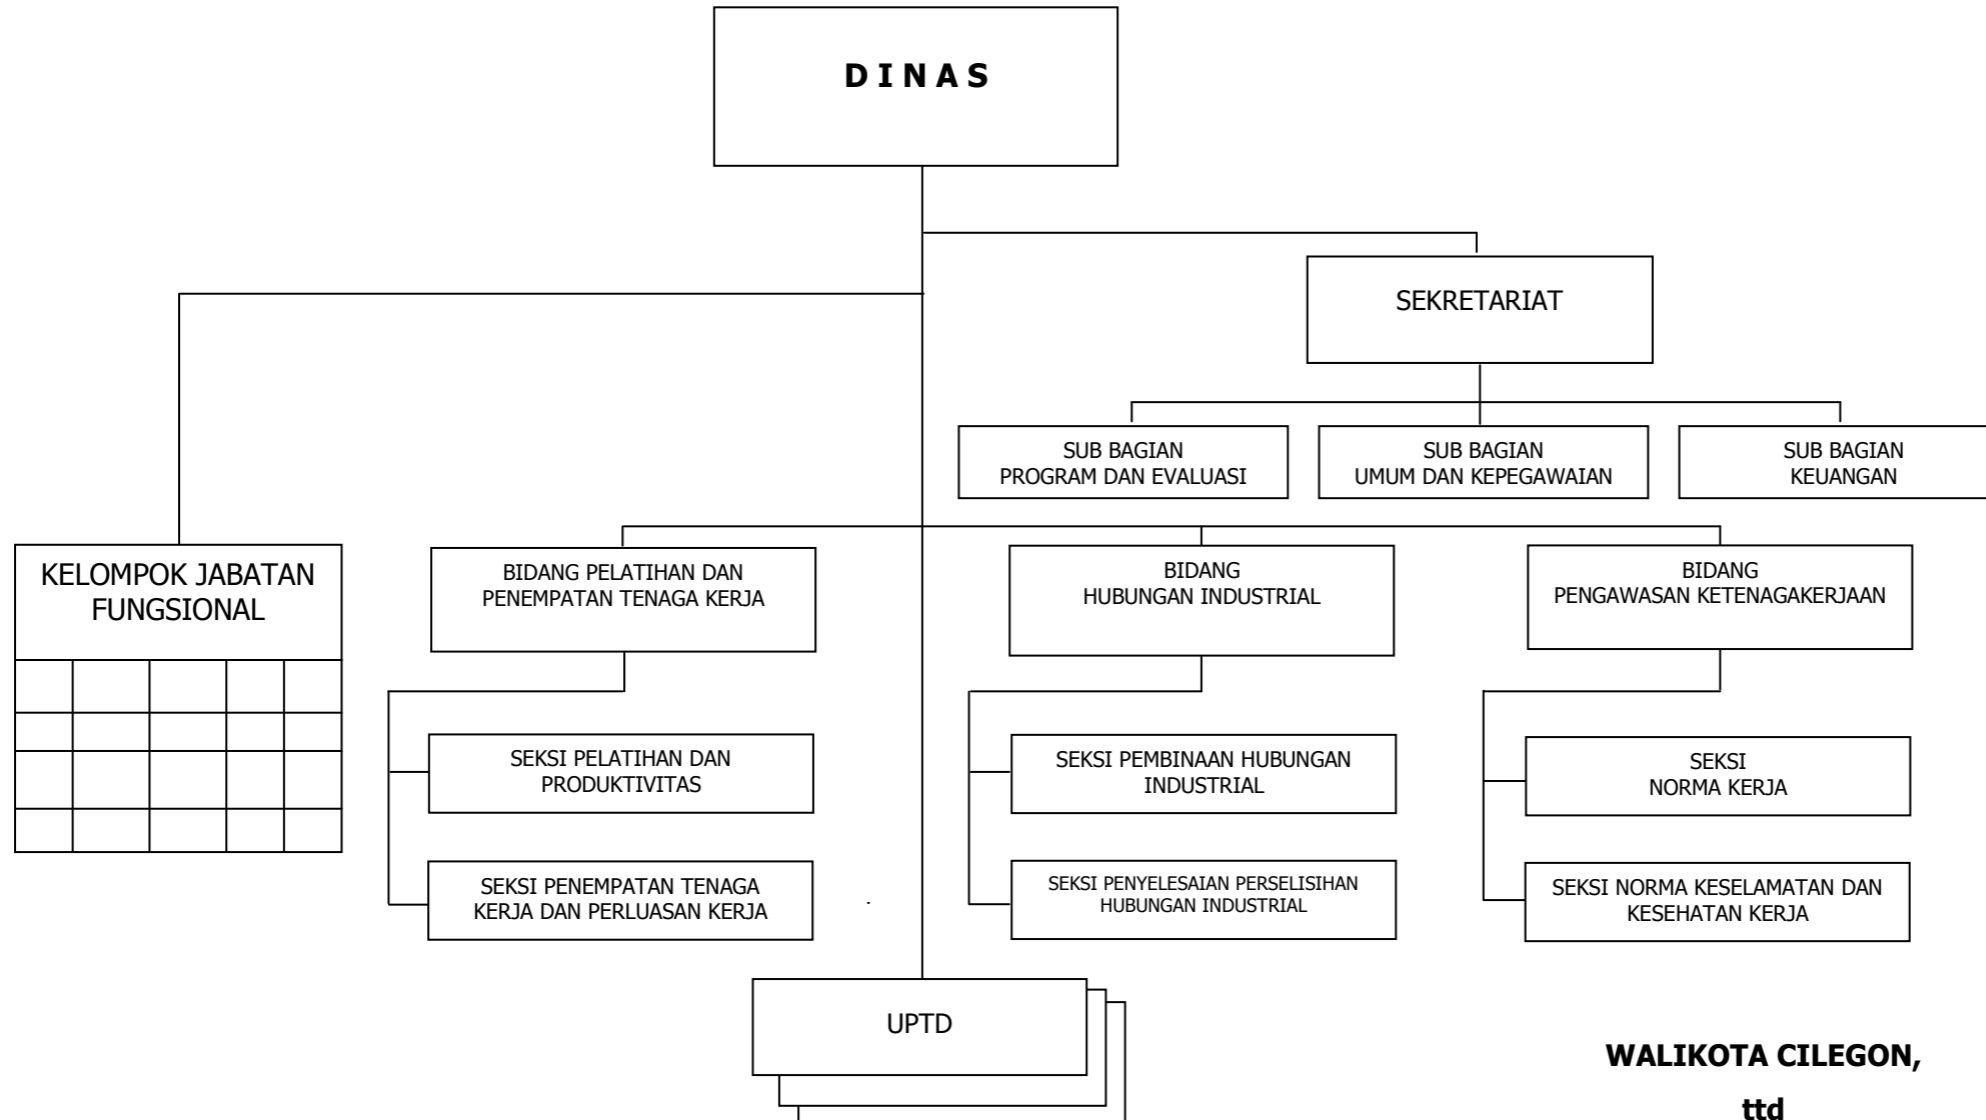 D I N A S
SEKRETARIAT
SUB BAGIAN
PROGRAM DAN EVALUASI
SUB BAGIAN
UMUM DAN KEPEGAWAIAN
SUB BAGIAN
KEUANGAN
KELOMPOK JABATAN
FUNGSIONAL
BIDANG PELATIHAN DAN
PENEMPATAN TENAGA KERJA
BIDANG
HUBUNGAN INDUSTRIAL
BIDANG
PENGAWASAN KETENAGAKERJAAN
SEKSI PELATIHAN DAN
PRODUKTIVITAS
SEKSI PEMBINAAN HUBUNGAN
INDUSTRIAL
SEKSI
NORMA KERJA
SEKSI PENEMPATAN TENAGA
KERJA DAN PERLUASAN KERJA
SEKSI PENYELESAIAN PERSELISIHAN
HUBUNGAN INDUSTRIAL
SEKSI NORMA KESELAMATAN DAN
KESEHATAN KERJA
UPTD
WALIKOTA CILEGON,
ttd